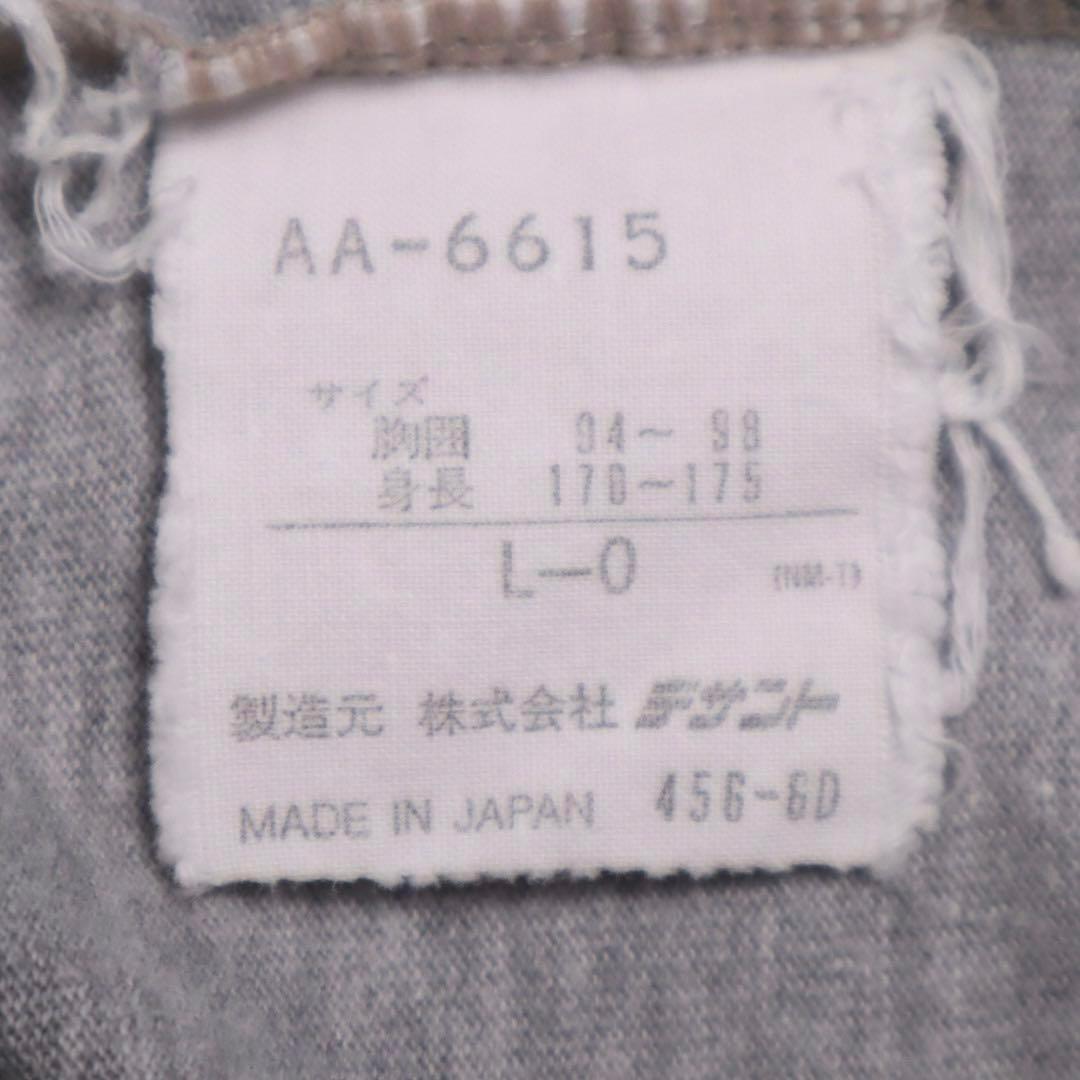 AA-6615
サイズ
胸囲 94～98
身長 170～175
L-O (NM-T)
製造元 株式会社 デサント
MADE IN JAPAN 456-6D